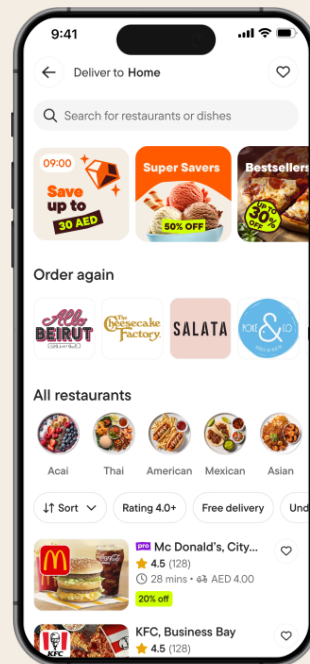 9:41
Deliver to Home
Search for restaurants or dishes
09:00
Save
up to
30 AED
Super Savers
50% OFF
Bestsellers
UP TO
30%
OFF
Order again
Allo
BEIRUT
The
Cheesecake
Factory.
SALATA
POKE & CO
All restaurants
Acai
Thai
American
Mexican
Asian
Sort
Rating 4.0+
Free delivery
Und
pro Mc Donald's, City...
4.5 (128)
28 mins • AED 4.00
20% off
KFC, Business Bay
4.5 (128)
KFC